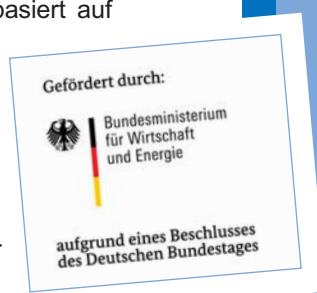 basiert auf
Gefördert durch:
Bundesministerium
für Wirtschaft
und Energie
aufgrund eines Beschlusses
des Deutschen Bundestages